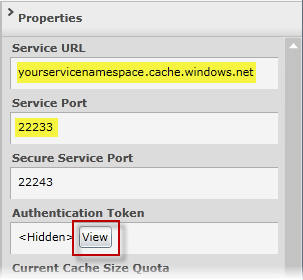 Properties
Service URL
yourservicenamespace.cache.windows.net
Service Port
22233
Secure Service Port
22243
Authentication Token
<Hidden> View
Current Cache Size Quota